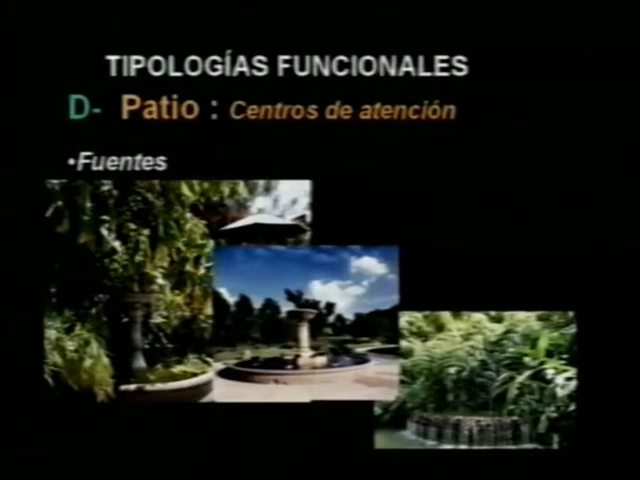 TIPOLOGÍAS FUNCIONALES
D- Patio : Centros de atención
•Fuentes